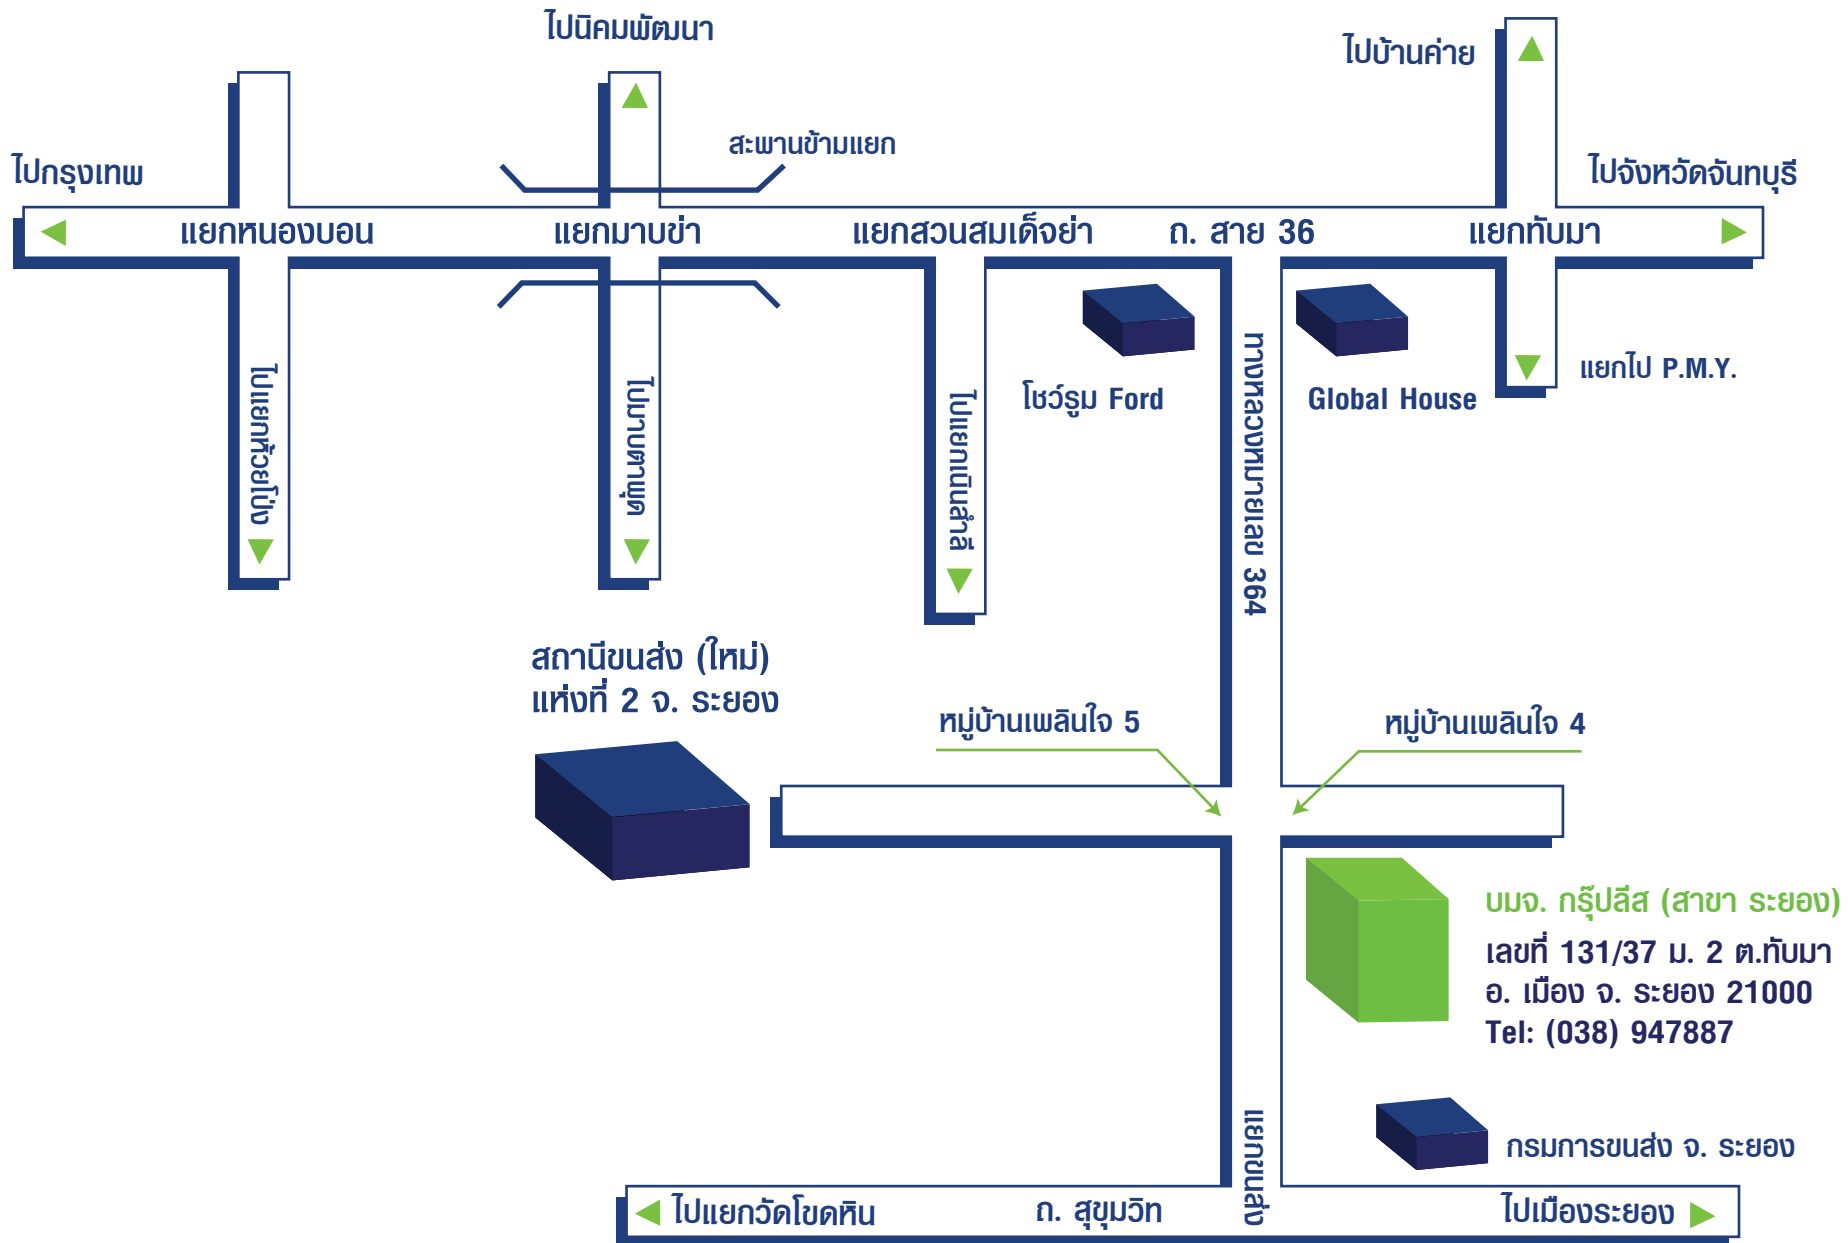 ไปนิคมพัฒนา
ไปบ้านค่าย
สะพานข้ามแยก
ไปกรุงเทพ
ไปจังหวัดจันทบุรี
แยกหนองบอน
แยกมาบข่า
แยกสวนสมเด็จย่า
ถ. สาย 36
แยกทับมา
ไปแยกห้วยโป่ง
ไปมาบตาพุด
ไปแยกเนินสำลี
โชว์รูม Ford
ทางหลวงหมายเลข 364
Global House
แยกไป P.M.Y.
สถานีขนส่ง (ใหม่)
แห่งที่ 2 จ. ระยอง
หมู่บ้านเพลินใจ 5
หมู่บ้านเพลินใจ 4
บมจ. กรุ๊ปลีส (สาขา ระยอง)
เลขที่ 131/37 ม. 2 ต.ทับมา
อ. เมือง จ. ระยอง 21000
Tel: (038) 947887
กรมการขนส่ง จ. ระยอง
แยกขนส่ง
ไปแยกวัดโขดหิน
ถ. สุขุมวิท
ไปเมืองระยอง